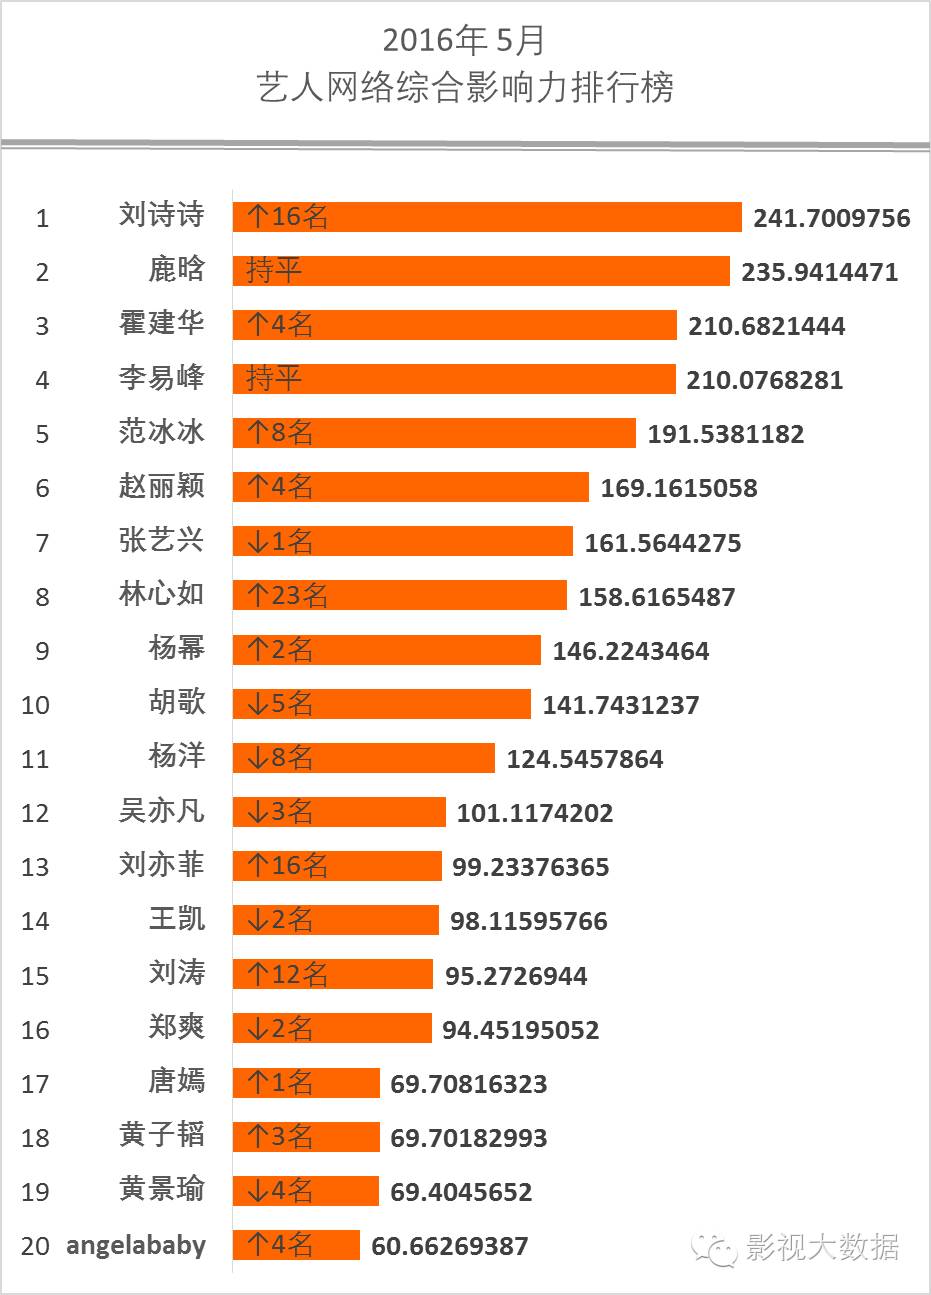 2016年 5月
艺人网络综合影响力排行榜
1 刘诗诗 ↑16名 241.7009756
2 鹿晗 持平 235.9414471
3 霍建华 ↑4名 210.6821444
4 李易峰 持平 210.0768281
5 范冰冰 ↑8名 191.5381182
6 赵丽颖 ↑4名 169.1615058
7 张艺兴 ↓1名 161.5644275
8 林心如 ↑23名 158.6165487
9 杨幂 ↑2名 146.2243464
10 胡歌 ↓5名 141.7431237
11 杨洋 ↓8名 124.5457864
12 吴亦凡 ↓3名 101.1174202
13 刘亦菲 ↑16名 99.23376365
14 王凯 ↓2名 98.11595766
15 刘涛 ↑12名 95.2726944
16 郑爽 ↓2名 94.45195052
17 唐嫣 ↑1名 69.70816323
18 黄子韬 ↑3名 69.70182993
19 黄景瑜 ↓4名 69.4045652
20 angelababy ↑4名 60.66269387
影视大数据